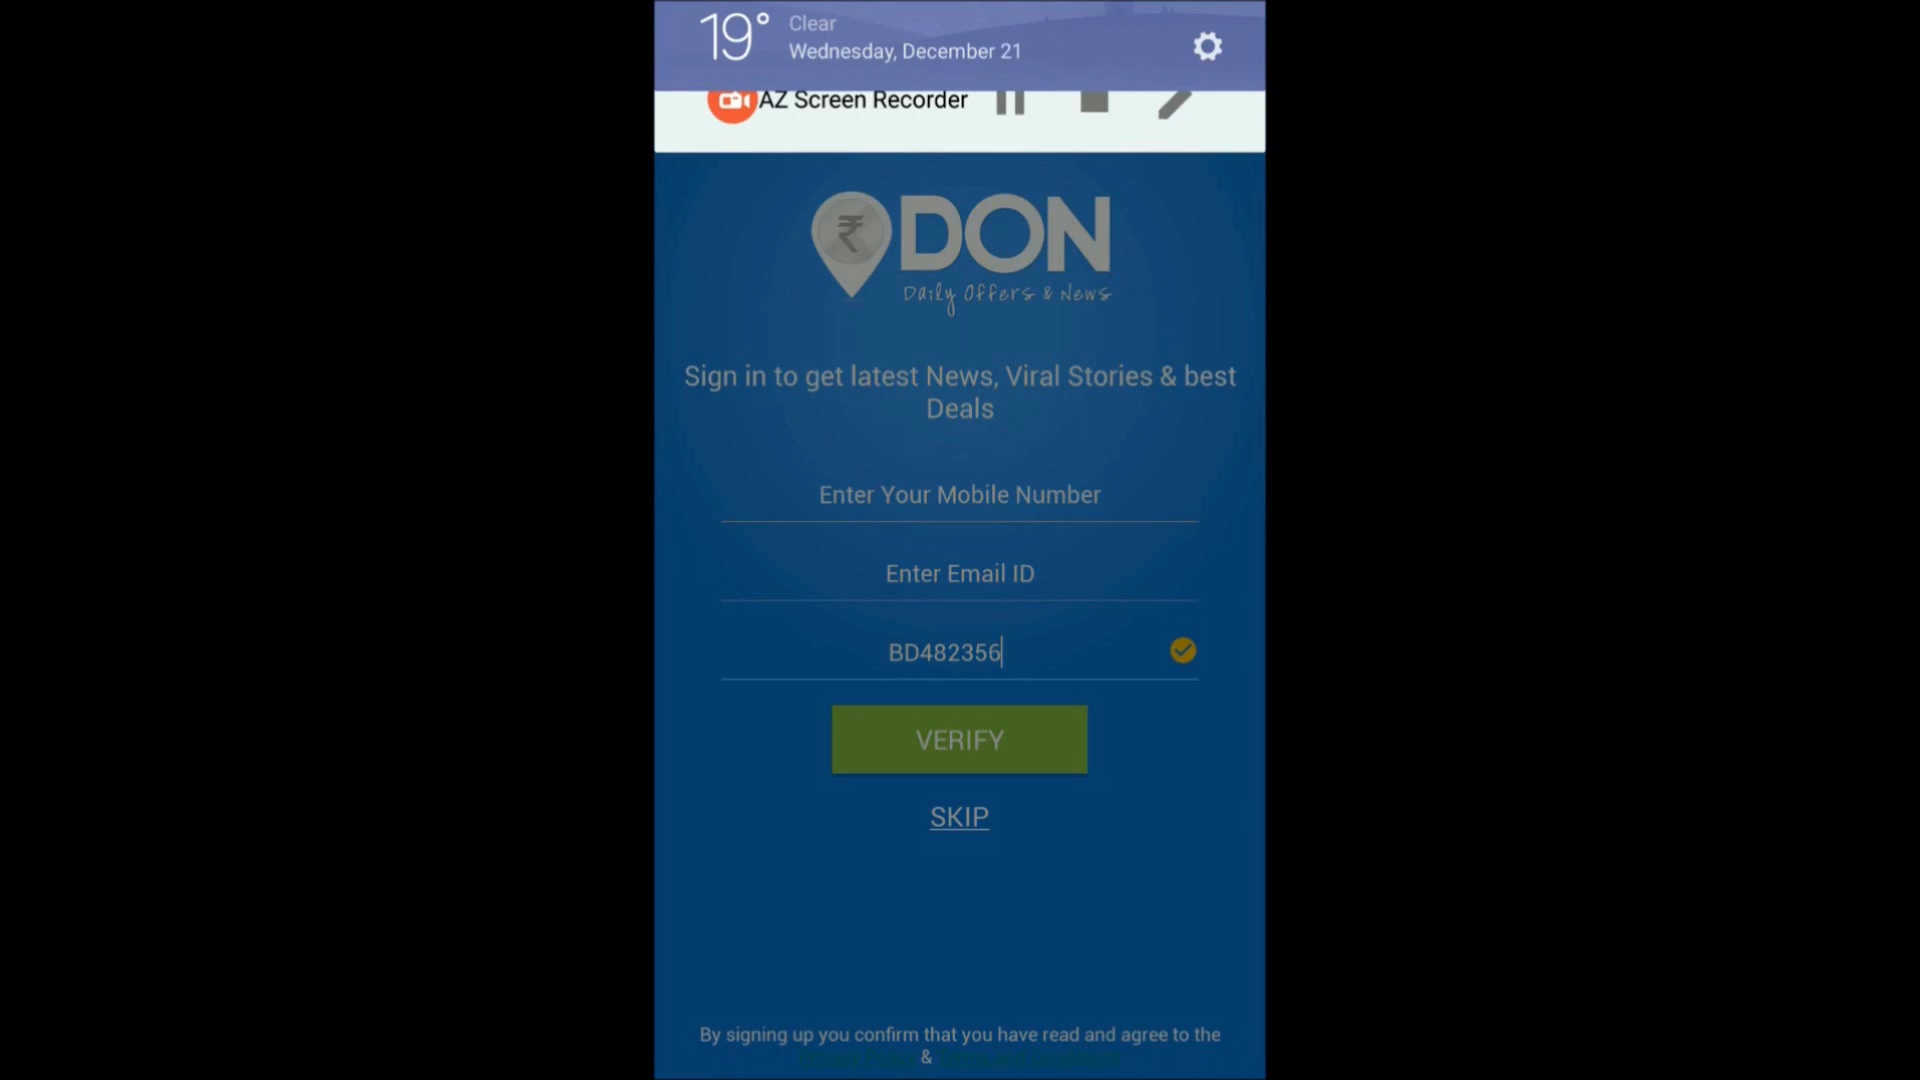 19°
Clear
Wednesday, December 21
AZ Screen Recorder
₹ DON
Daily Offers & News
Sign in to get latest News, Viral Stories & best
Deals
Enter Your Mobile Number
Enter Email ID
BD482356
VERIFY
SKIP
By signing up you confirm that you have read and agree to the
&